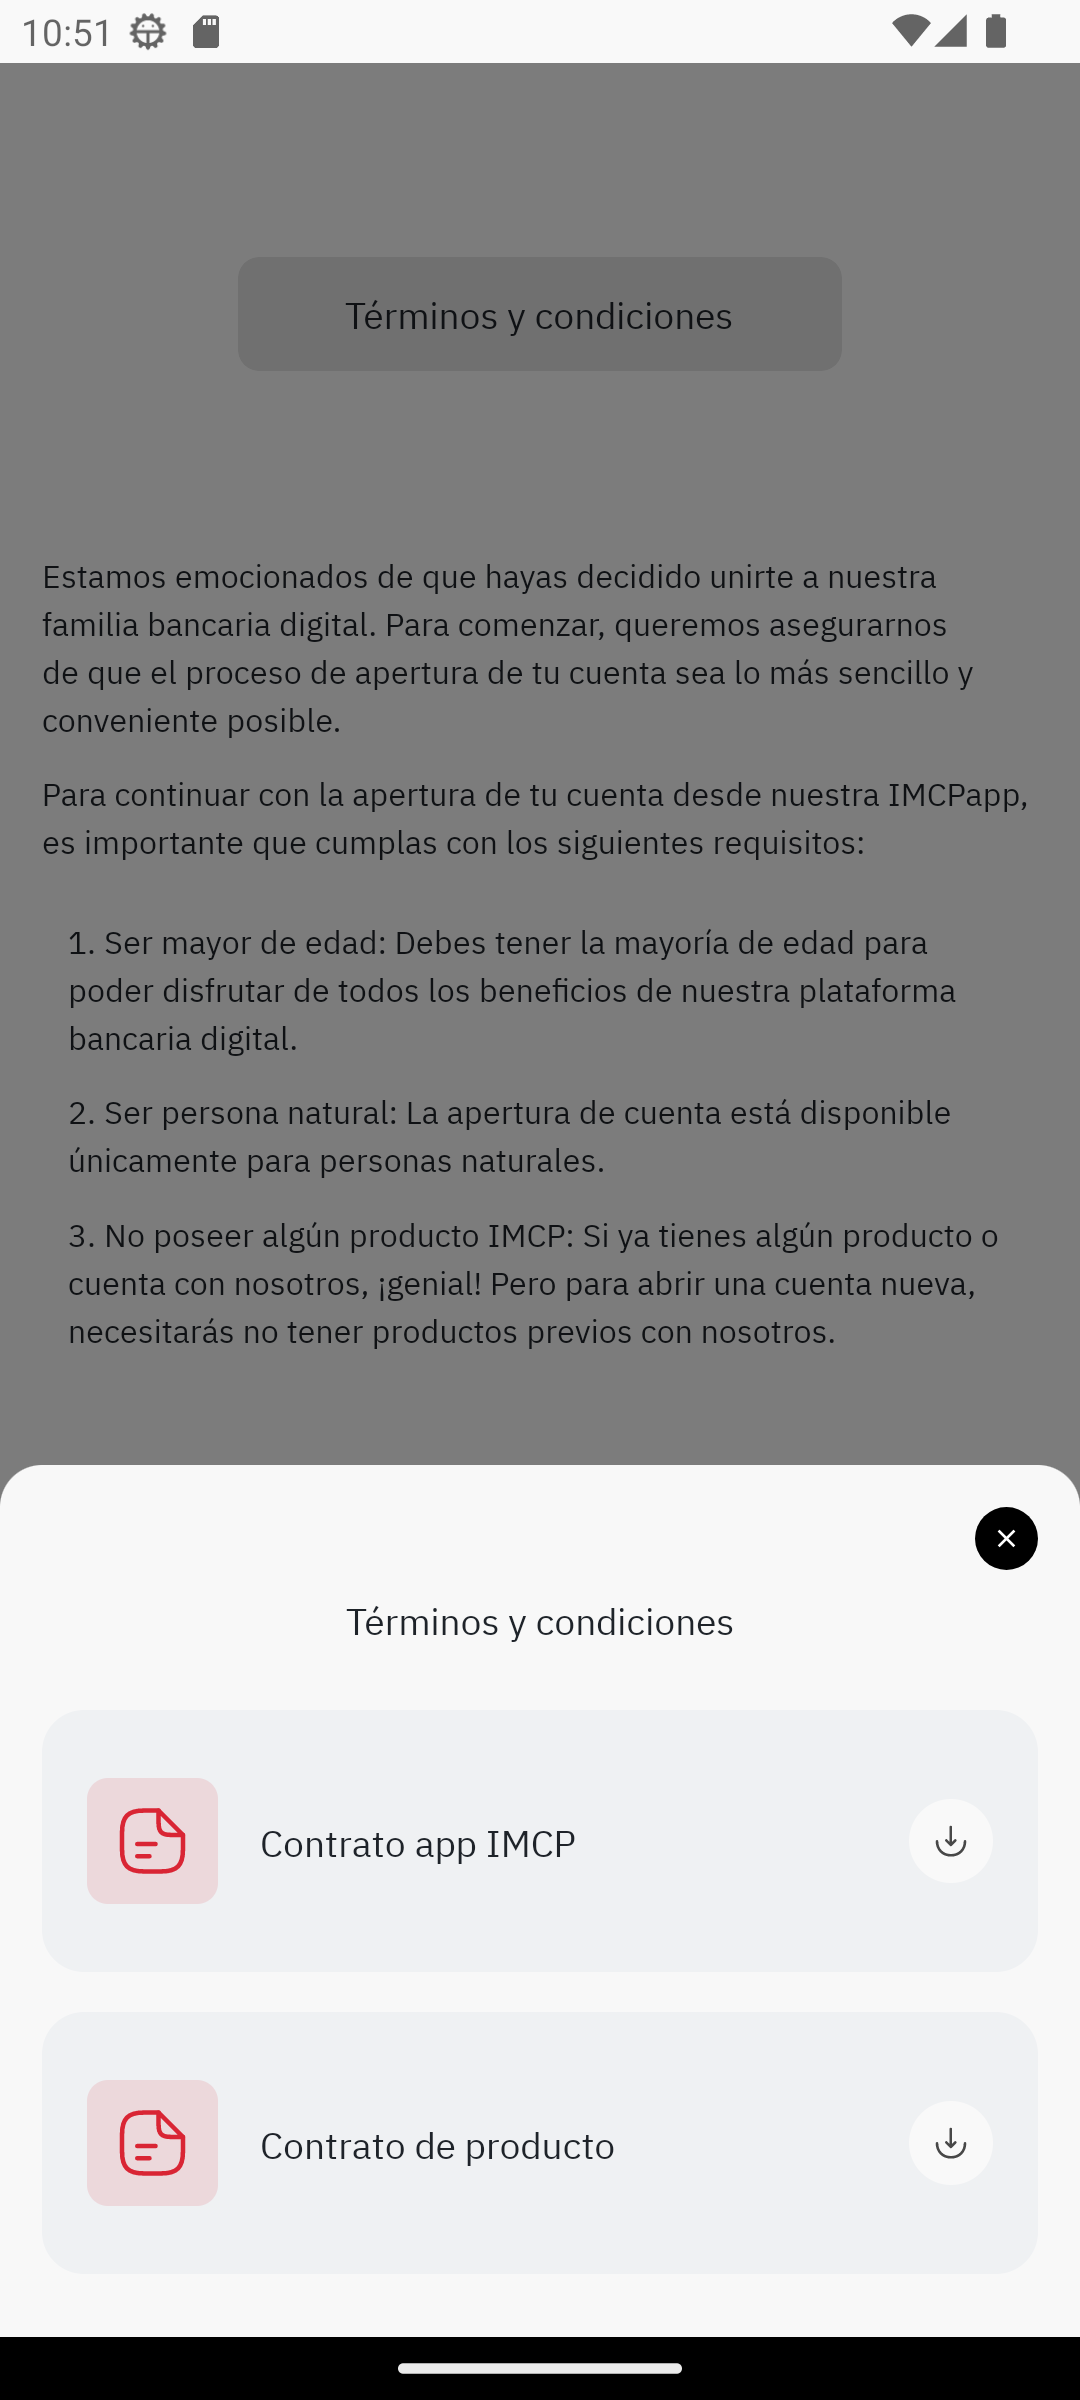 10:51
Términos y condiciones
Estamos emocionados de que hayas decidido unirte a nuestra
familia bancaria digital. Para comenzar, queremos asegurarnos
de que el proceso de apertura de tu cuenta sea lo más sencillo y
conveniente posible.
Para continuar con la apertura de tu cuenta desde nuestra IMCPapp,
es importante que cumplas con los siguientes requisitos:
1. Ser mayor de edad: Debes tener la mayoría de edad para
poder disfrutar de todos los beneficios de nuestra plataforma
bancaria digital.
2. Ser persona natural: La apertura de cuenta está disponible
únicamente para personas naturales.
3. No poseer algún producto IMCP: Si ya tienes algún producto o
cuenta con nosotros, ¡genial! Pero para abrir una cuenta nueva,
necesitarás no tener productos previos con nosotros.
Términos y condiciones
Contrato app IMCP
Contrato de producto